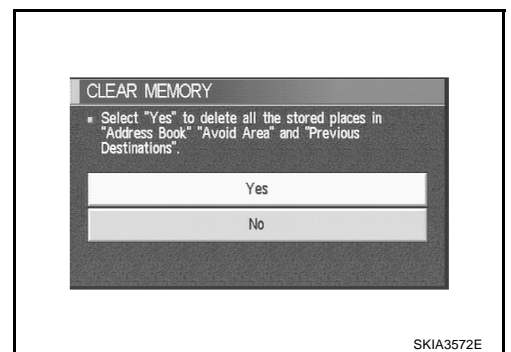 CLEAR MEMORY
▪ Select "Yes" to delete all the stored places in
"Address Book" "Avoid Area" and "Previous
Destinations".
Yes
No
SKIA3572E